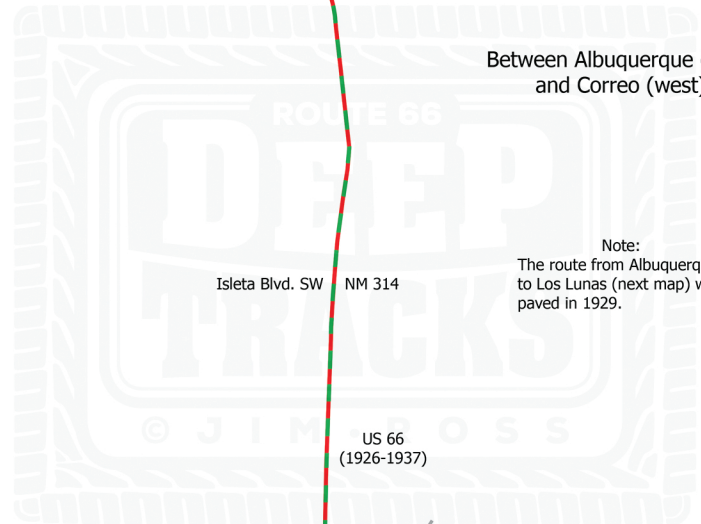 Between Albuquerque
and Correo (west)
ROUTE 66
DEEP
TRACKS
Note:
The route from Albuquerq
to Los Lunas (next map) w
paved in 1929.
Isleta Blvd. SW NM 314
© JIM ROSS
US 66
(1926-1937)